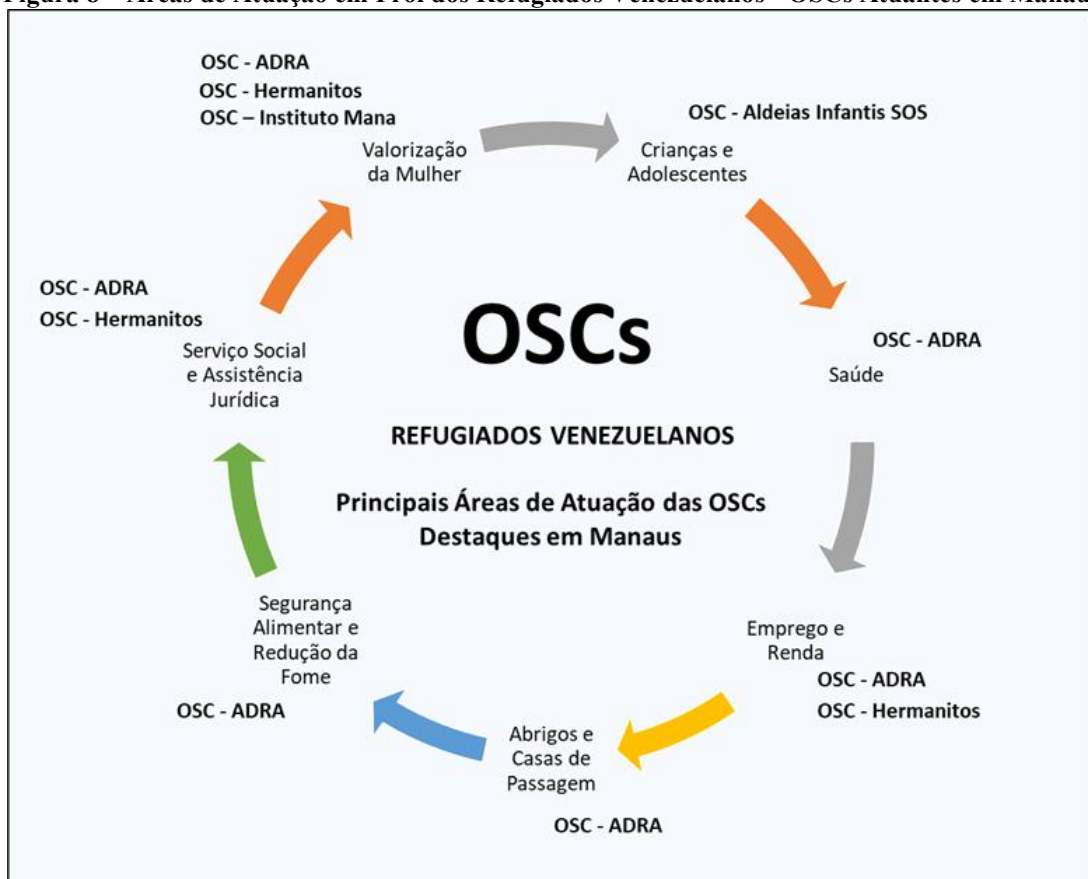 OSC - ADRA
OSC - Hermanitos
OSC – Instituto Mana
Valorização
da Mulher
OSC - Aldeias Infantis SOS
Crianças e
Adolescentes
OSC - ADRA
Saúde
Emprego e
Renda
OSC - ADRA
OSC - Hermanitos
Abrigos e
Casas de
Passagem
OSC - ADRA
Segurança
Alimentar e
Redução da
Fome
OSC - ADRA
OSC - ADRA
OSC - Hermanitos
Serviço Social
e Assistência
Jurídica
OSCs
REFUGIADOS VENEZUELANOS
Principais Áreas de Atuação das OSCs
Destaques em Manaus